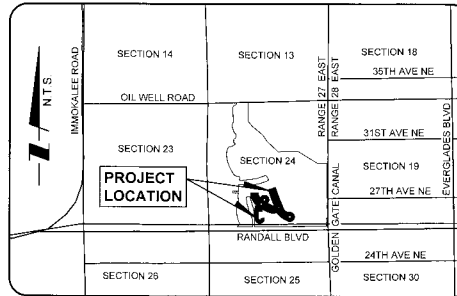 SECTION 14
SECTION 13
SECTION 18
35TH AVE NE
N.T.S.
IMMOKALEE ROAD
OIL WELL ROAD
RANGE 27 EAST
RANGE 28 EAST
31ST AVE NE
EVERGLADES BLVD
SECTION 23
SECTION 24
SECTION 19
PROJECT
LOCATION
27TH AVE NE
GOLDEN GATE CANAL
RANDALL BLVD
24TH AVE NE
SECTION 26
SECTION 25
SECTION 30